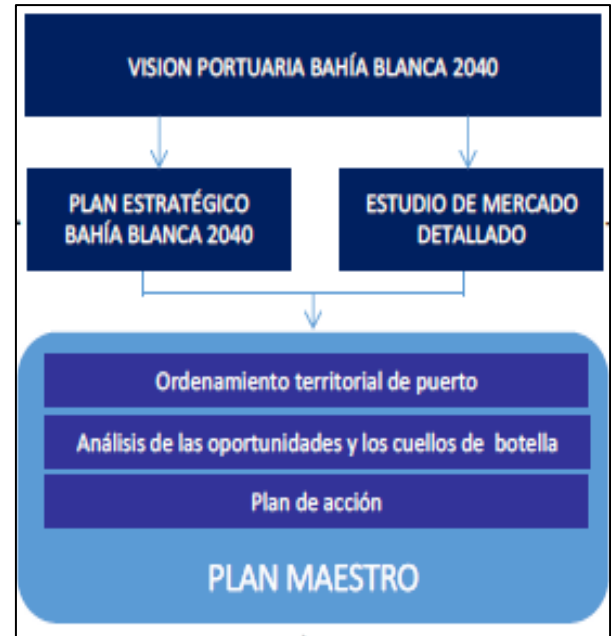 VISION PORTUARIA BAHÍA BLANCA 2040
PLAN ESTRATÉGICO
BAHÍA BLANCA 2040
ESTUDIO DE MERCADO
DETALLADO
Ordenamiento territorial de puerto
Análisis de las oportunidades y los cuellos de botella
Plan de acción
PLAN MAESTRO